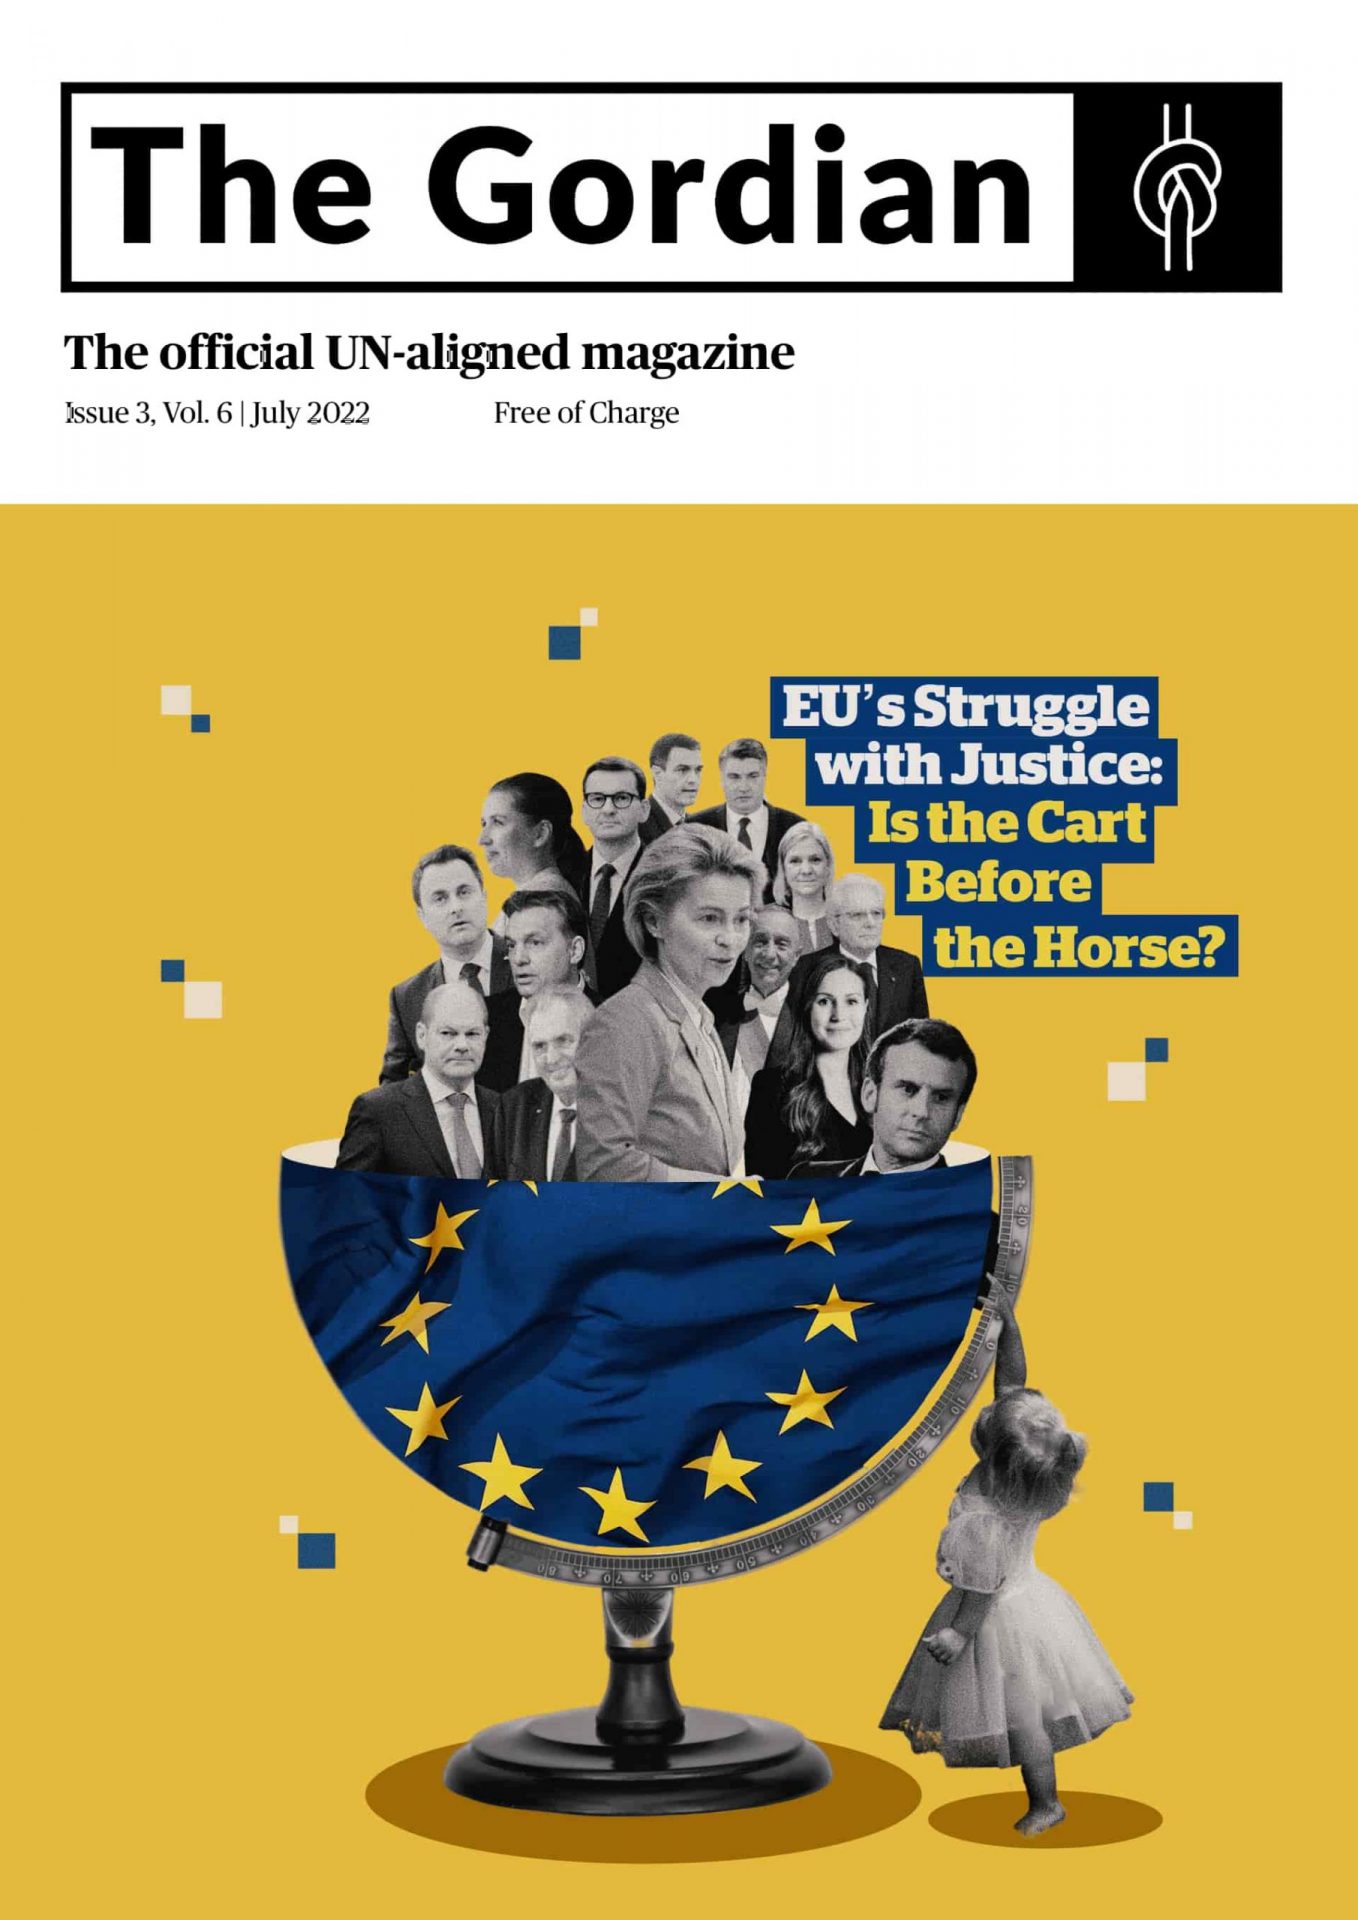 The Gordian
The official UN-aligned magazine
Issue 3, Vol. 6 | July 2022 Free of Charge
EU's Struggle
with Justice:
Is the Cart
Before
the Horse?